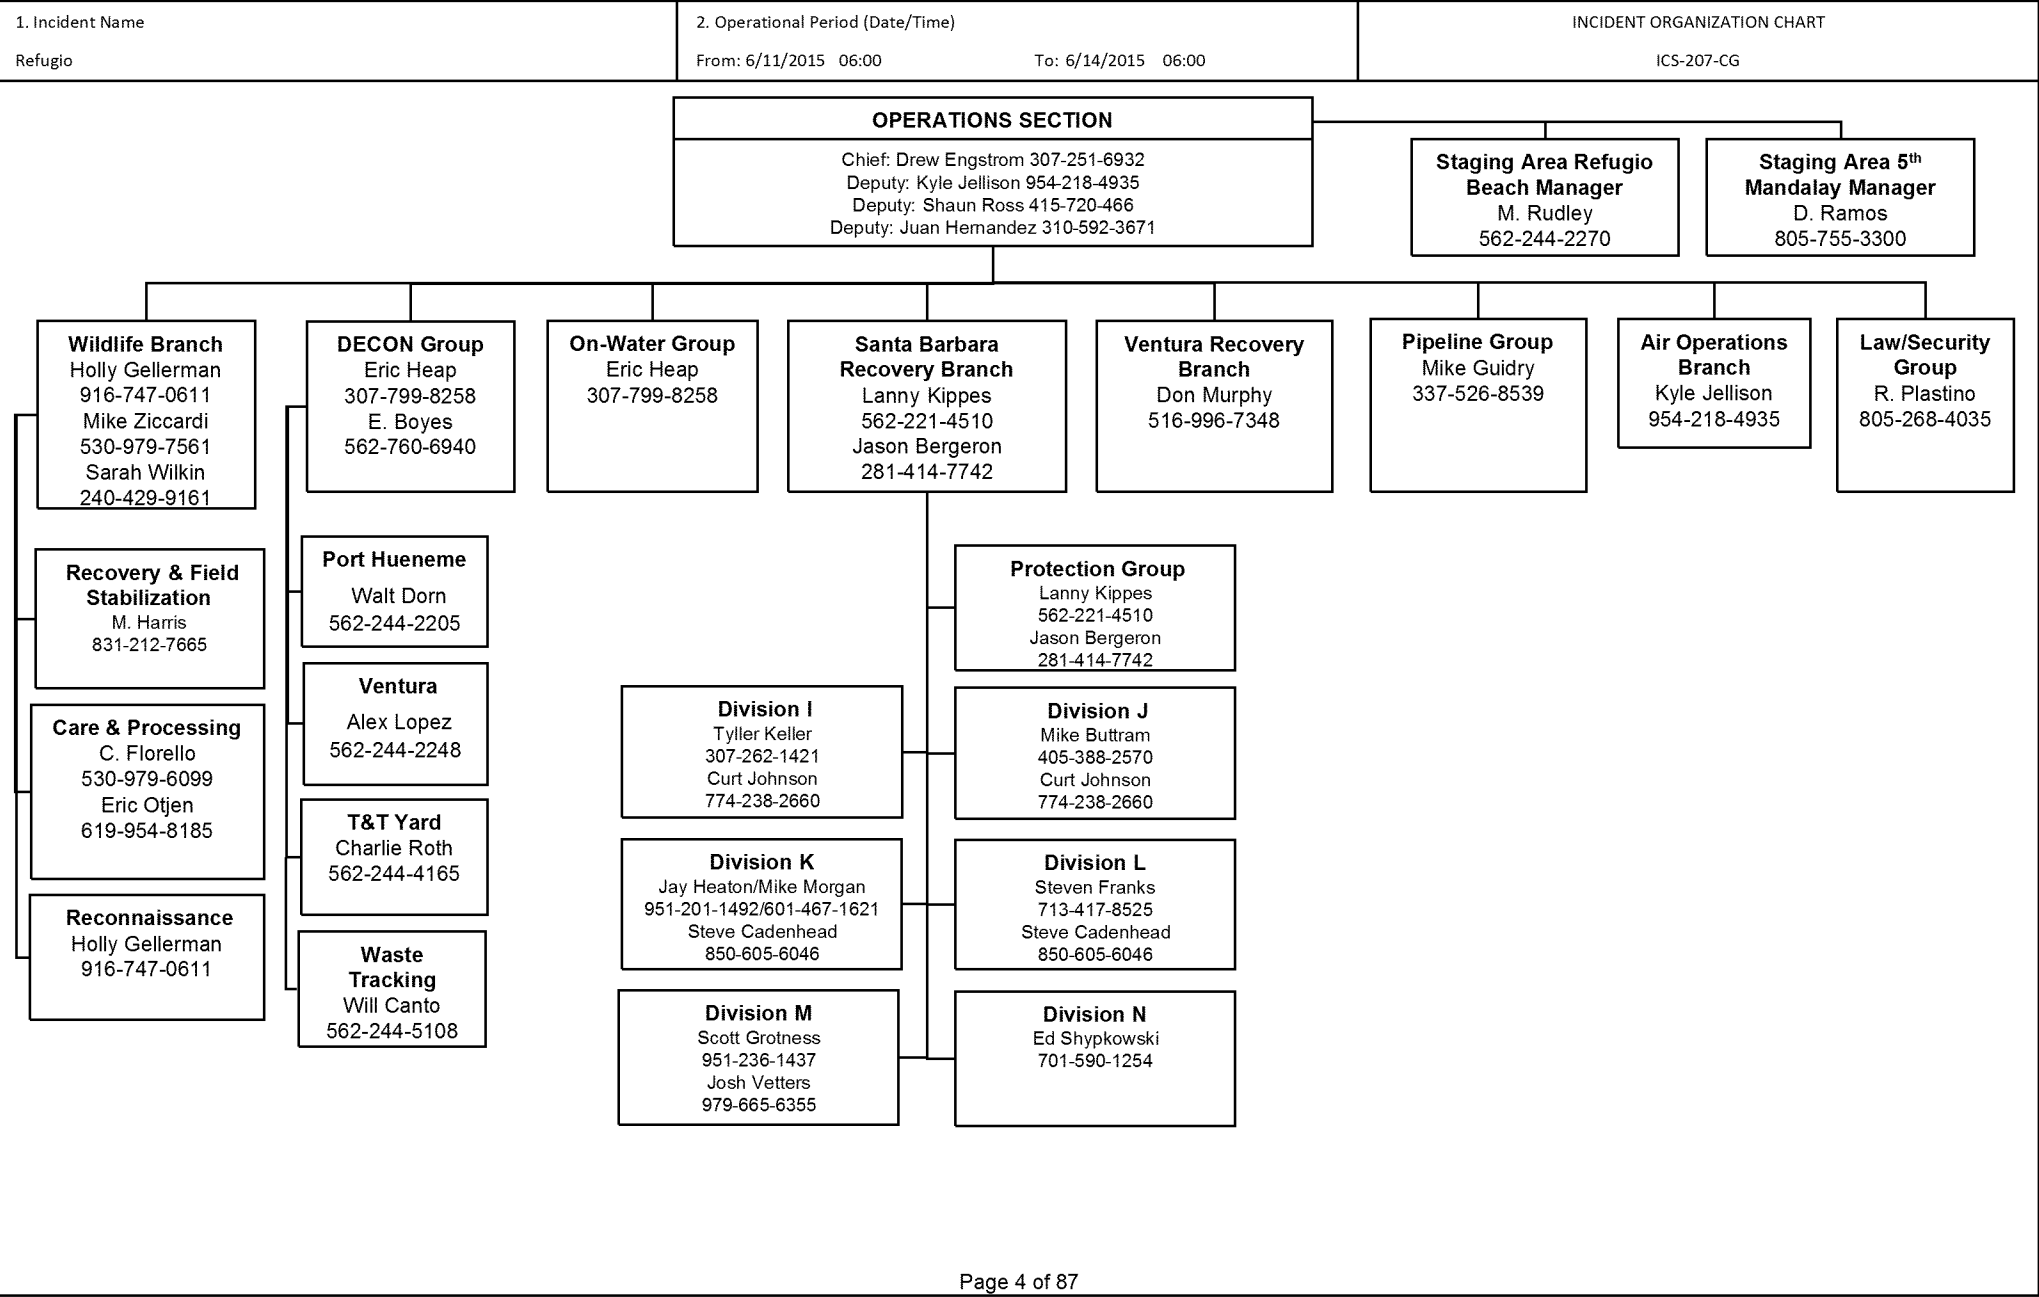 1. Incident Name
Refugio
2. Operational Period (Date/Time)
From: 6/11/2015 06:00 To: 6/14/2015 06:00
INCIDENT ORGANIZATION CHART
ICS-207-CG
OPERATIONS SECTION
Chief: Drew Engstrom 307-251-6932
Deputy: Kyle Jellison 954-218-4935
Deputy: Shaun Ross 415-720-466
Deputy: Juan Hernandez 310-592-3671
Staging Area Refugio
Beach Manager
M. Rudley
562-244-2270
Staging Area 5th
Mandalay Manager
D. Ramos
805-755-3300
Wildlife Branch
Holly Gellerman
916-747-0611
Mike Ziccardi
530-979-7561
Sarah Wilkin
240-429-9161
DECON Group
Eric Heap
307-799-8258
E. Boyes
562-760-6940
On-Water Group
Eric Heap
307-799-8258
Santa Barbara
Recovery Branch
Lanny Kippes
562-221-4510
Jason Bergeron
281-414-7742
Ventura Recovery
Branch
Don Murphy
516-996-7348
Pipeline Group
Mike Guidry
337-526-8539
Air Operations
Branch
Kyle Jellison
954-218-4935
Law/Security
Group
R. Plastino
805-268-4035
Recovery & Field
Stabilization
M. Harris
831-212-7665
Care & Processing
C. Florello
530-979-6099
Eric Otjen
619-954-8185
Reconnaissance
Holly Gellerman
916-747-0611
Port Hueneme
Walt Dorn
562-244-2205
Ventura
Alex Lopez
562-244-2248
T&T Yard
Charlie Roth
562-244-4165
Waste
Tracking
Will Canto
562-244-5108
Protection Group
Lanny Kippes
562-221-4510
Jason Bergeron
281-414-7742
Division I
Tyller Keller
307-262-1421
Curt Johnson
774-238-2660
Division J
Mike Buttram
405-388-2570
Curt Johnson
774-238-2660
Division K
Jay Heaton/Mike Morgan
951-201-1492/601-467-1621
Steve Cadenhead
850-605-6046
Division L
Steven Franks
713-417-8525
Steve Cadenhead
850-605-6046
Division M
Scott Grotness
951-236-1437
Josh Vetters
979-665-6355
Division N
Ed Shypkowski
701-590-1254
Page 4 of 87